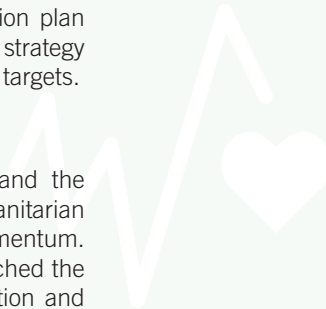 ion plan
strategy
targets.
and the
anitarian
mentum.
ched the
tion and